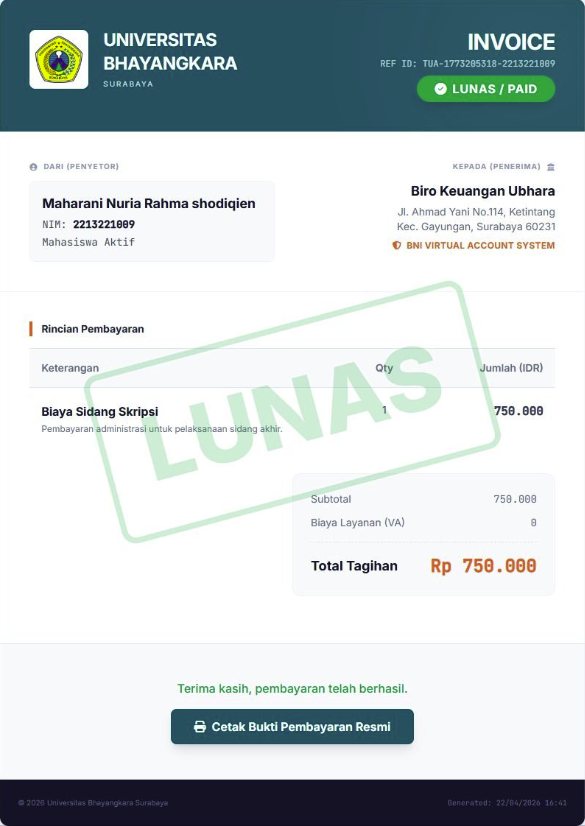 UNIVERSITAS
BHAYANGKARA
SURABAYA
INVOICE
REF ID: TUA-1773205318-2213221009
LUNAS / PAID
DARI (PENYETOR)
Maharani Nuria Rahma shodiqien
NIM: 2213221009
Mahasiswa Aktif
KEPADA (PENERIMA)
Biro Keuangan Ubhara
Jl. Ahmad Yani No.114, Ketintang
Kec. Gayungan, Surabaya 60231
BNI VIRTUAL ACCOUNT SYSTEM
Rincian Pembayaran
Keterangan Qty Jumlah (IDR)
Biaya Sidang Skripsi 1 750.000
Pembayaran administrasi untuk pelaksanaan sidang akhir.
LUNAS
Subtotal 750.000
Biaya Layanan (VA) 0
Total Tagihan Rp 750.000
Terima kasih, pembayaran telah berhasil.
Cetak Bukti Pembayaran Resmi
© 2026 Universitas Bhayangkara Surabaya
Generated: 22/04/2026 16:43